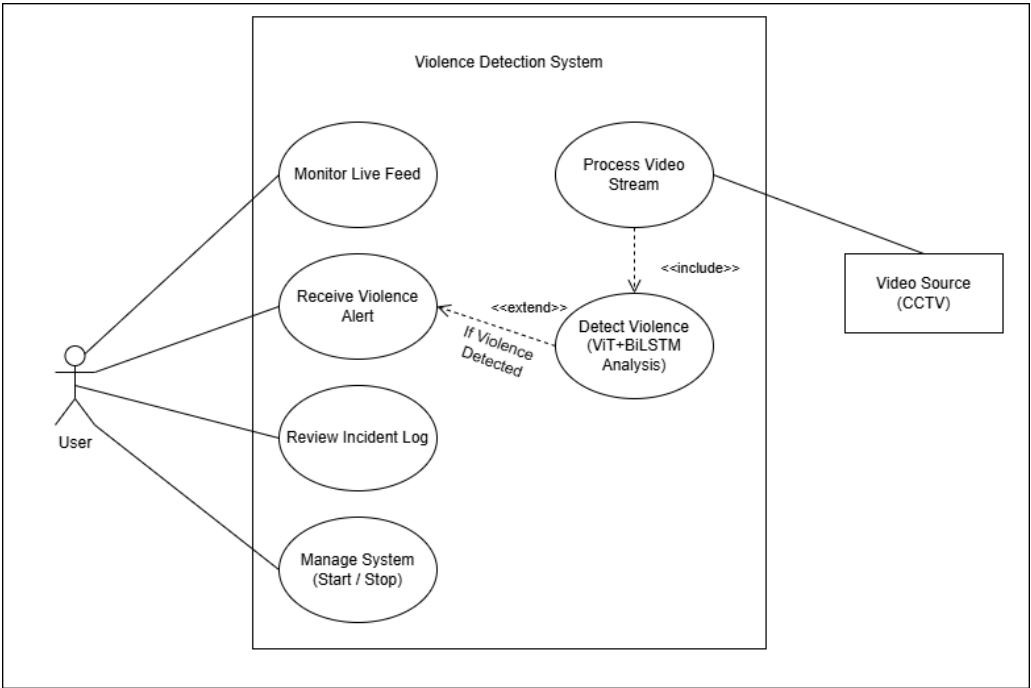 Violence Detection System
Monitor Live Feed
Process Video
Stream
<<include>>
Video Source
(CCTV)
Receive Violence
Alert
<<extend>>
If Violence
Detected
Detect Violence
(ViT+BiLSTM
Analysis)
User
Review Incident Log
Manage System
(Start / Stop)